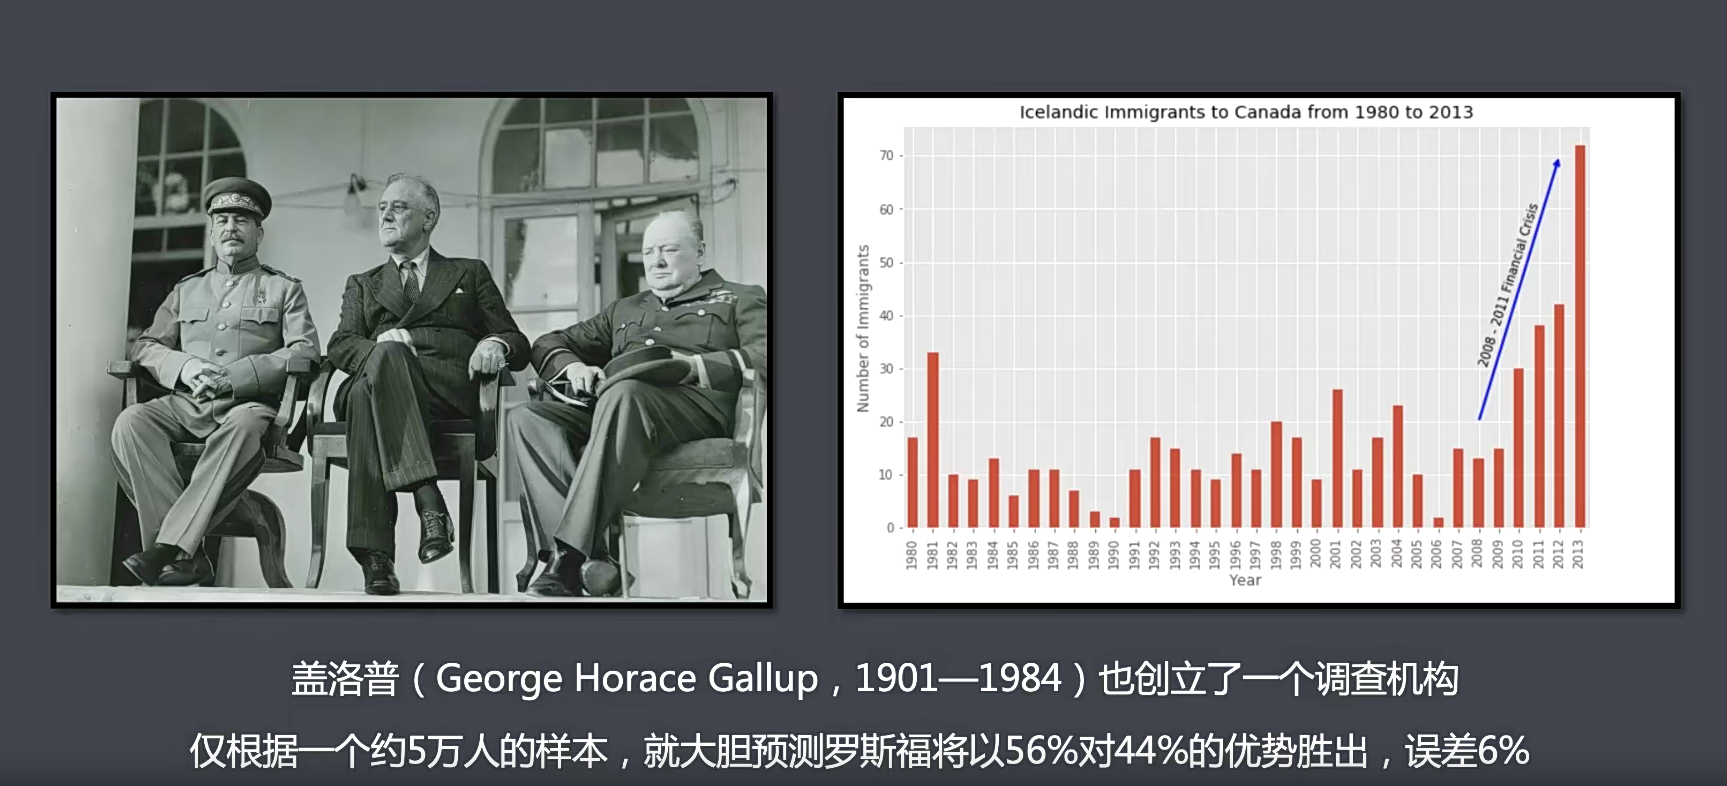 Icelandic Immigrants to Canada from 1980 to 2013
70
60
50
40
30
20
10
0
Number of Immigrants
2008 - 2011 Financial Crisis
1980 1981 1982 1983 1984 1985 1986 1987 1988 1989 1990 1991 1992 1993 1994 1995 1996 1997 1998 1999 2000 2001 2002 2003 2004 2005 2006 2007 2008 2009 2010 2011 2012 2013
Year
盖洛普（George Horace Gallup，1901—1984）也创立了一个调查机构
仅根据一个约5万人的样本，就大胆预测罗斯福将以56%对44%的优势胜出，误差6%